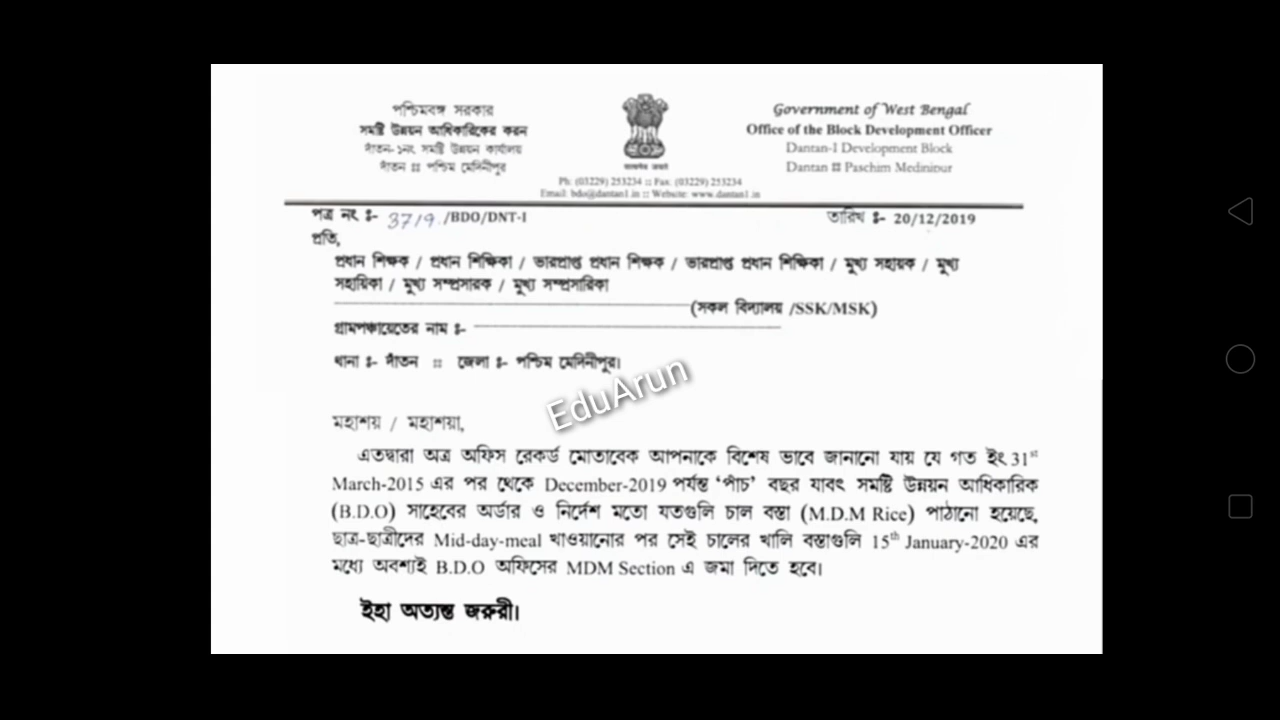 পশ্চিমবঙ্গ সরকার
সমষ্টি উন্নয়ন আধিকারিকের করন
দাঁতন-১নং সমষ্টি উন্নয়ন কার্যালয়
দাঁতন :: পশ্চিম মেদিনীপুর
Government of West Bengal
Office of the Block Development Officer
Dantan-I Development Block
Dantan :: Paschim Medinipur
सत्यमेव जयते
Ph: (03229) 253234 :: Fax: (03229) 253234
Email: bdo@dantan1.in :: Website: www.dantan1.in
পত্র নং ঃ- 3719 /BDO/DNT-I তারিখ ঃ- 20/12/2019
প্রতি,
প্রধান শিক্ষক / প্রধান শিক্ষিকা / ভারপ্রাপ্ত প্রধান শিক্ষক / ভারপ্রাপ্ত প্রধান শিক্ষিকা / মুখ্য সহায়ক / মুখ্য
সহায়িকা / মুখ্য সম্প্রসারক / মুখ্য সম্প্রসারিকা
(সকল বিদ্যালয় /SSK/MSK)
গ্রামপঞ্চায়েতের নাম ঃ-
থানা ঃ- দাঁতন :: জেলা ঃ- পশ্চিম মেদিনীপুর।
EduArun
মহাশয় / মহাশয়া,
এতদ্বারা অত্র অফিস রেকর্ড মোতাবেক আপনাকে বিশেষ ভাবে জানানো যায় যে গত ইং 31st
March-2015 এর পর থেকে December-2019 পর্যন্ত ‘পাঁচ’ বছর যাবৎ সমষ্টি উন্নয়ন আধিকারিক
(B.D.O) সাহেবের অর্ডার ও নির্দেশ মতো যতগুলি চাল বস্তা (M.D.M Rice) পাঠানো হয়েছে,
ছাত্র-ছাত্রীদের Mid-day-meal খাওয়ানোর পর সেই চালের খালি বস্তাগুলি 15th January-2020 এর
মধ্যে অবশ্যই B.D.O অফিসের MDM Section এ জমা দিতে হবে।
ইহা অত্যন্ত জরুরী।